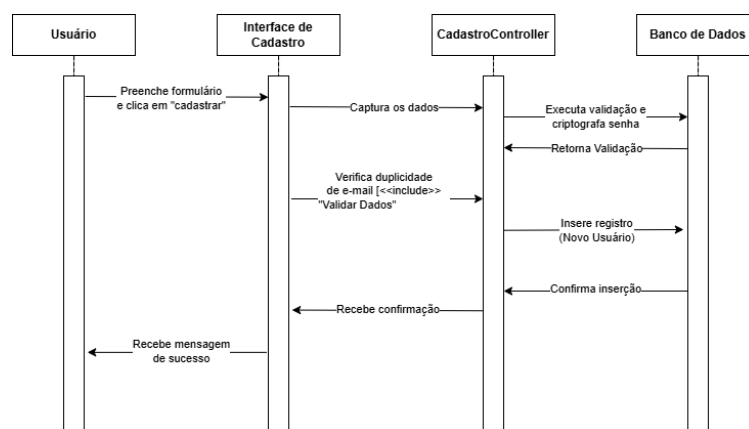 Usuário
Interface de
Cadastro
CadastroController
Banco de Dados
Preenche formulário
e clica em "cadastrar"
Captura os dados
Executa validação e
criptografa senha
Retorna Validação
Verifica duplicidade
de e-mail [<<include>>
"Validar Dados"
Insere registro
(Novo Usuário)
Confirma inserção
Recebe confirmação
Recebe mensagem
de sucesso